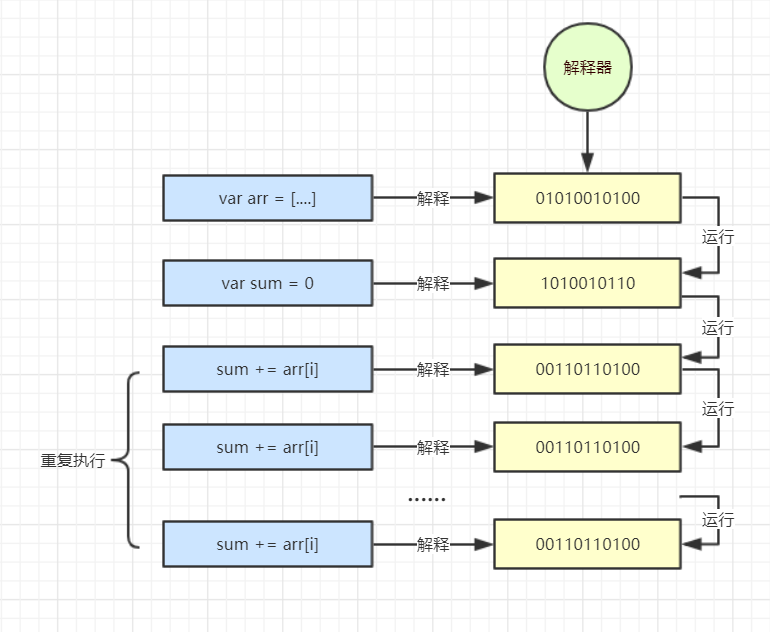 解释器
var arr = [....]
解释
01010010100
运行
var sum = 0
解释
1010010110
运行
sum += arr[i]
解释
00110110100
运行
重复执行
sum += arr[i]
解释
00110110100
......
运行
sum += arr[i]
解释
00110110100